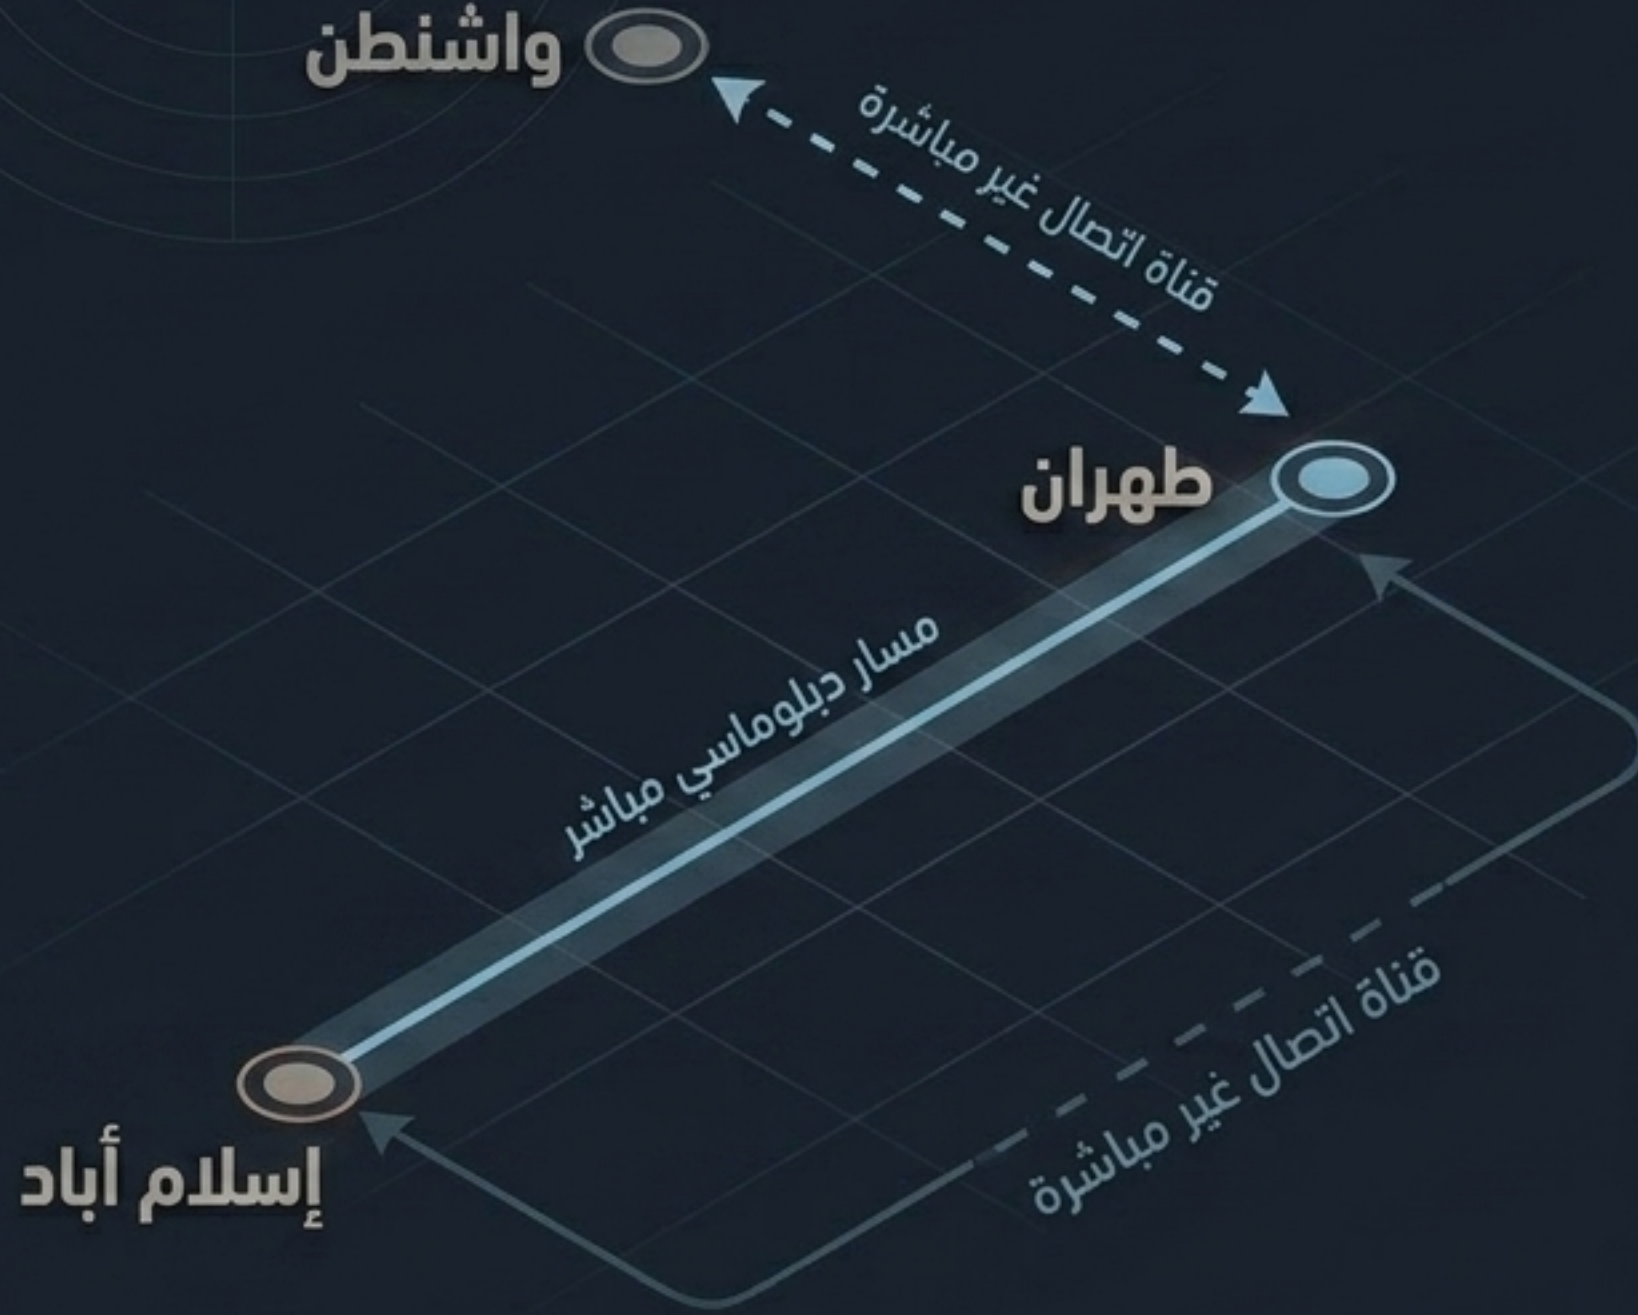 واشنطن
قناة اتصال غير مباشرة
طهران
مسار دبلوماسي مباشر
قناة اتصال غير مباشرة
إسلام أباد